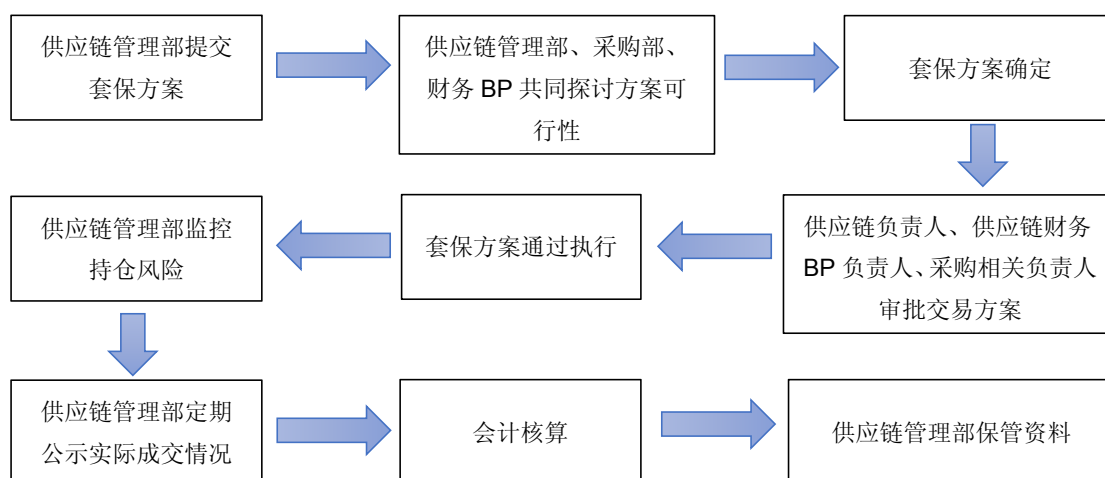 供应链管理部提交
套保方案
供应链管理部、采购部、
财务 BP 共同探讨方案可
行性
套保方案确定
供应链负责人、供应链财务
BP 负责人、采购相关负责人
审批交易方案
套保方案通过执行
供应链管理部监控
持仓风险
供应链管理部定期
公示实际成交情况
会计核算
供应链管理部保管资料